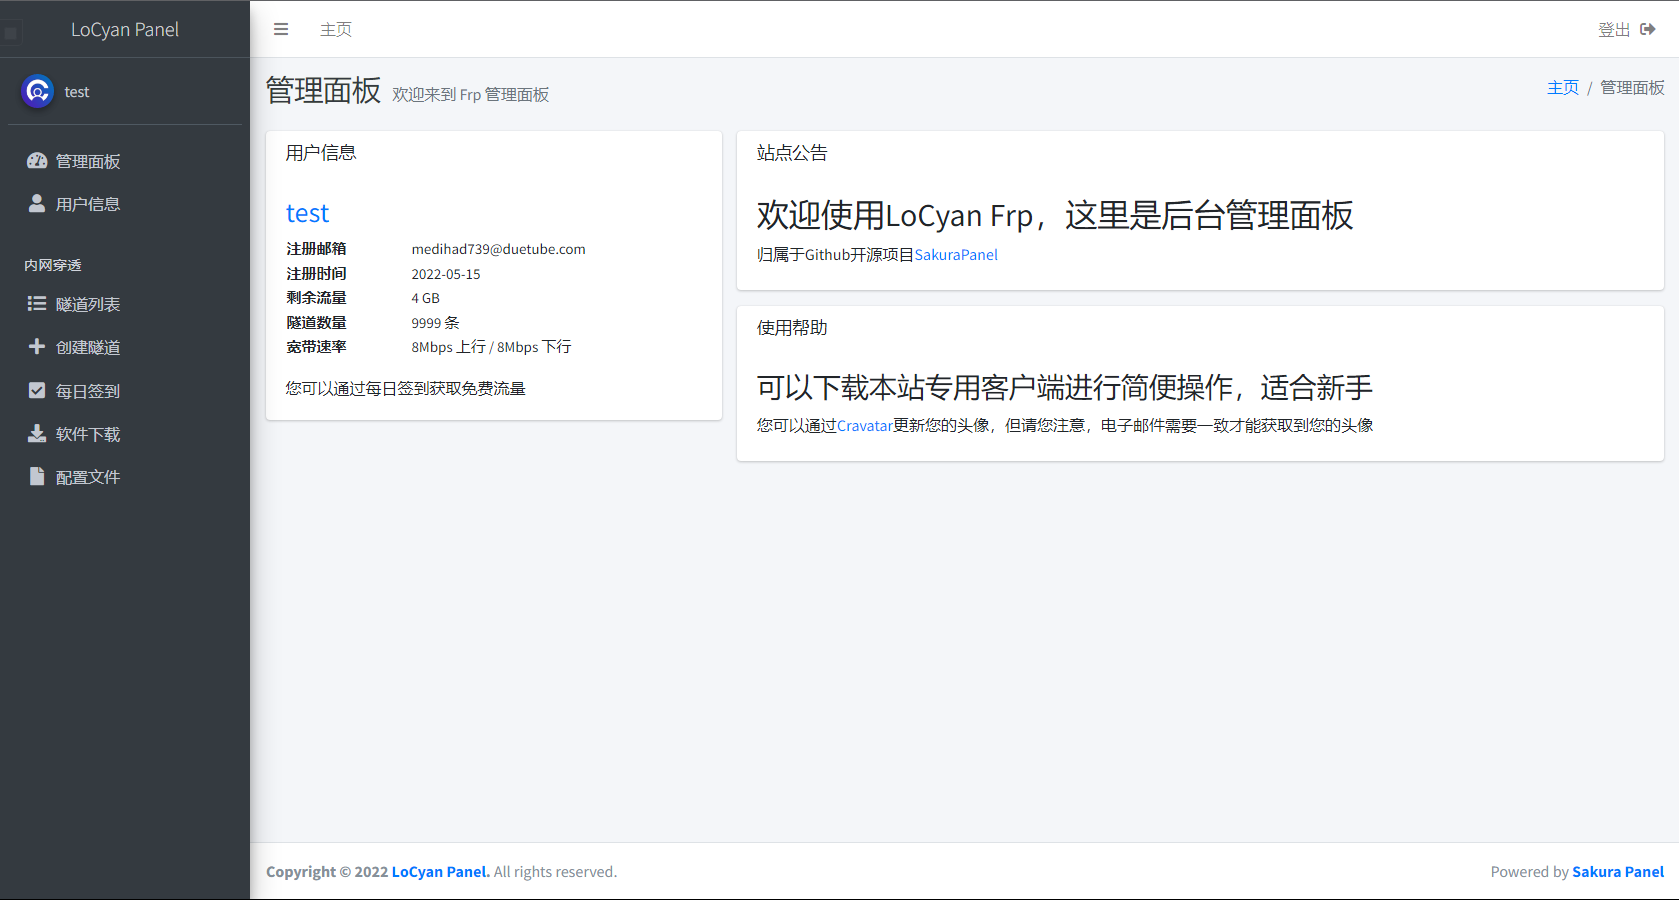 LoCyan Panel
test
管理面板
用户信息
内网穿透
隧道列表
创建隧道
每日签到
软件下载
配置文件
主页
登出
管理面板 欢迎来到 Frp 管理面板
主页 / 管理面板
用户信息
test
注册邮箱 medihad739@duetube.com
注册时间 2022-05-15
剩余流量 4 GB
隧道数量 9999 条
宽带速率 8Mbps 上行 / 8Mbps 下行
您可以通过每日签到获取免费流量
站点公告
欢迎使用LoCyan Frp，这里是后台管理面板
归属于Github开源项目SakuraPanel
使用帮助
可以下载本站专用客户端进行简便操作，适合新手
您可以通过Cravatar更新您的头像，但请您注意，电子邮件需要一致才能获取到您的头像
Copyright © 2022 LoCyan Panel. All rights reserved.
Powered by Sakura Panel